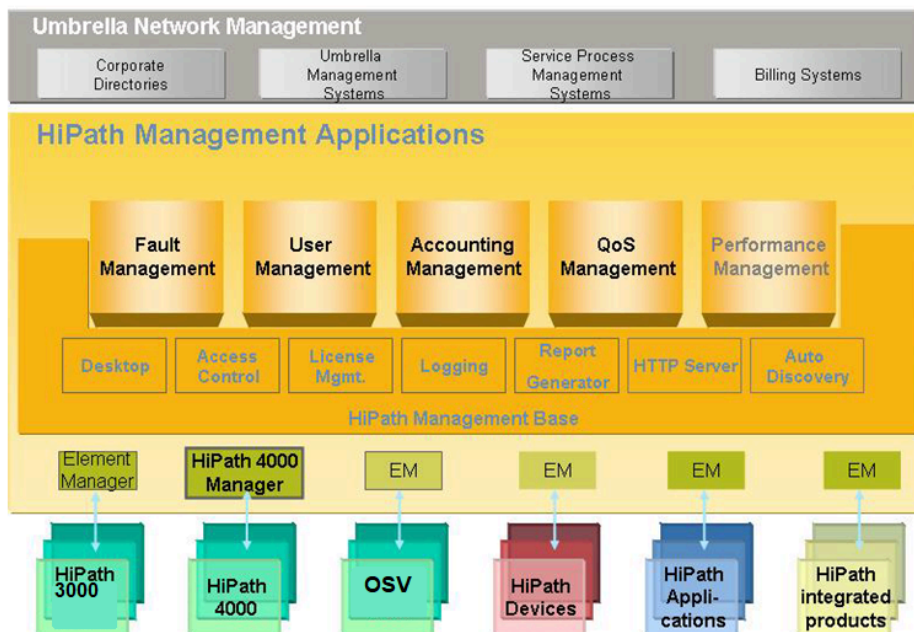 Umbrella Network Management
Corporate
Directories
Umbrella
Management
Systems
Service Process
Management
Systems
Billing Systems
HiPath Management Applications
Fault
Management
User
Management
Accounting
Management
QoS
Management
Performance
Management
Desktop
Access
Control
License
Mgmt.
Logging
Report
Generator
HTTP Server
Auto
Discovery
HiPath Management Base
Element
Manager
HiPath 4000
Manager
EM
EM
EM
EM
HiPath
3000
HiPath
4000
OSV
HiPath
Devices
HiPath
Appli-
cations
HiPath
integrated
products